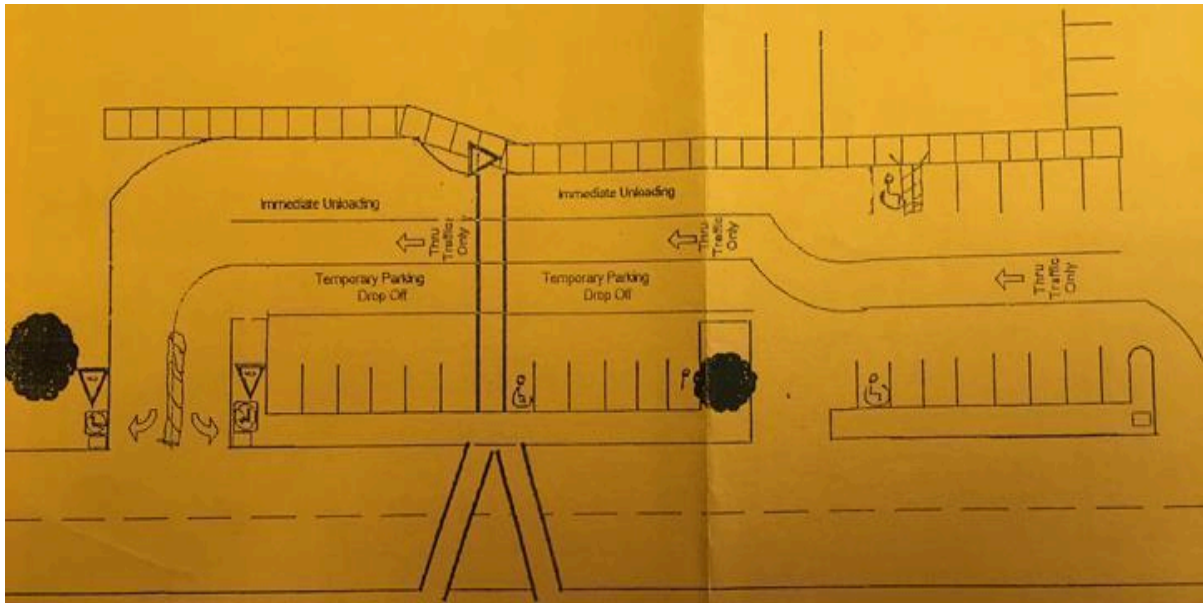 Immediate Unloading
Immediate Unloading
Thru
Traffic
Only
Thru
Traffic
Only
Temporary Parking
Drop Off
Temporary Parking
Drop Off
Thru
Traffic
Only